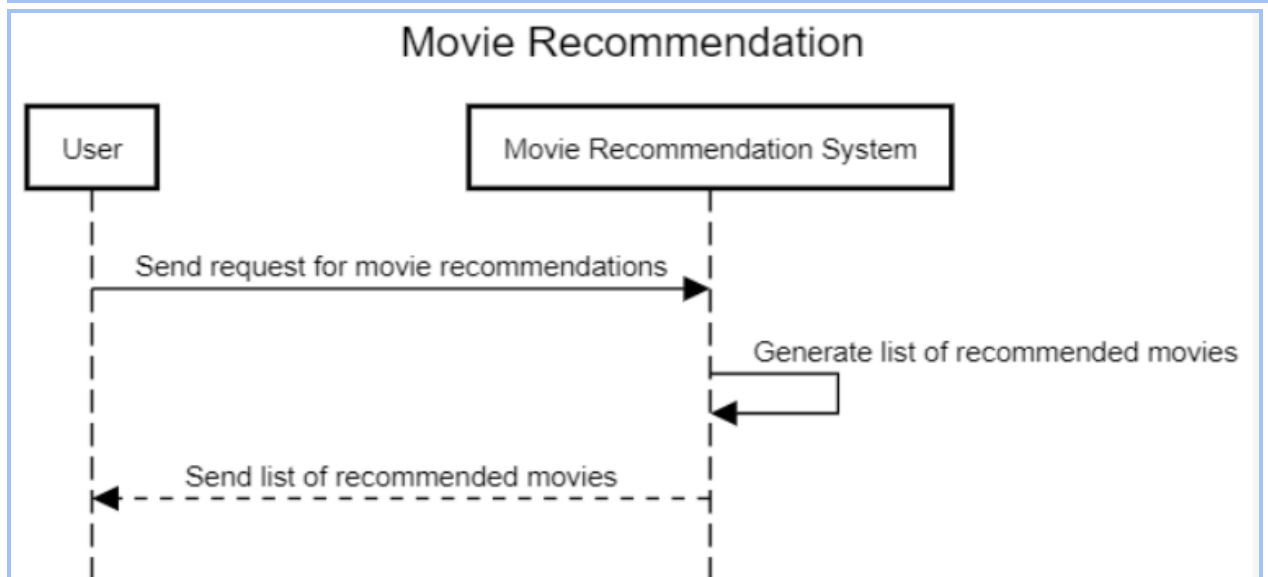 Movie Recommendation
User
Movie Recommendation System
Send request for movie recommendations
Generate list of recommended movies
Send list of recommended movies